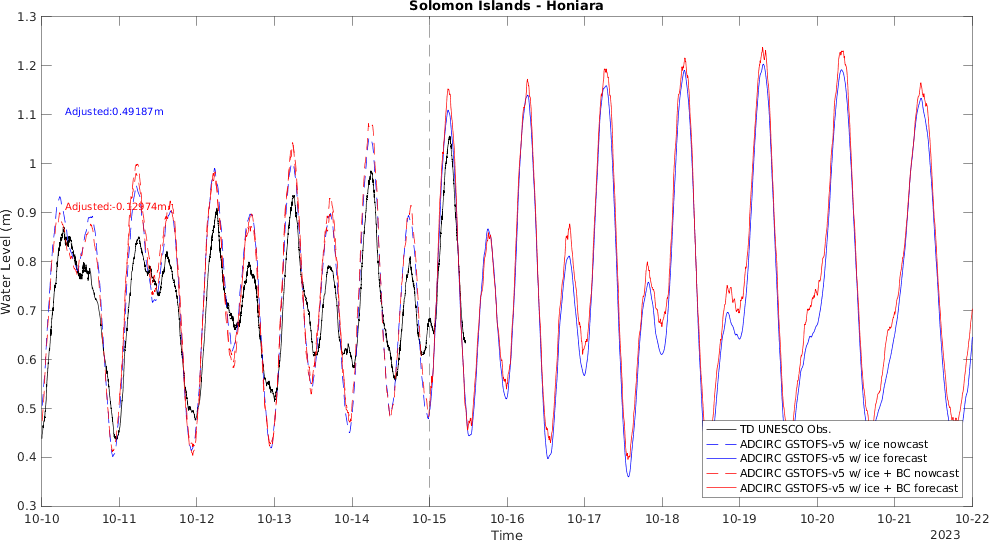 Solomon Islands - Honiara
1.3
1.2
1.1
1
0.9
0.8
0.7
0.6
0.5
0.4
0.3
Water Level (m)
Adjusted:0.49187m
Adjusted:-0.12974m
TD UNESCO Obs.
ADCIRC GSTOFS-v5 w/ ice nowcast
ADCIRC GSTOFS-v5 w/ ice forecast
ADCIRC GSTOFS-v5 w/ ice + BC nowcast
ADCIRC GSTOFS-v5 w/ ice + BC forecast
10-10 10-11 10-12 10-13 10-14 10-15 10-16 10-17 10-18 10-19 10-20 10-21 10-22
Time
2023